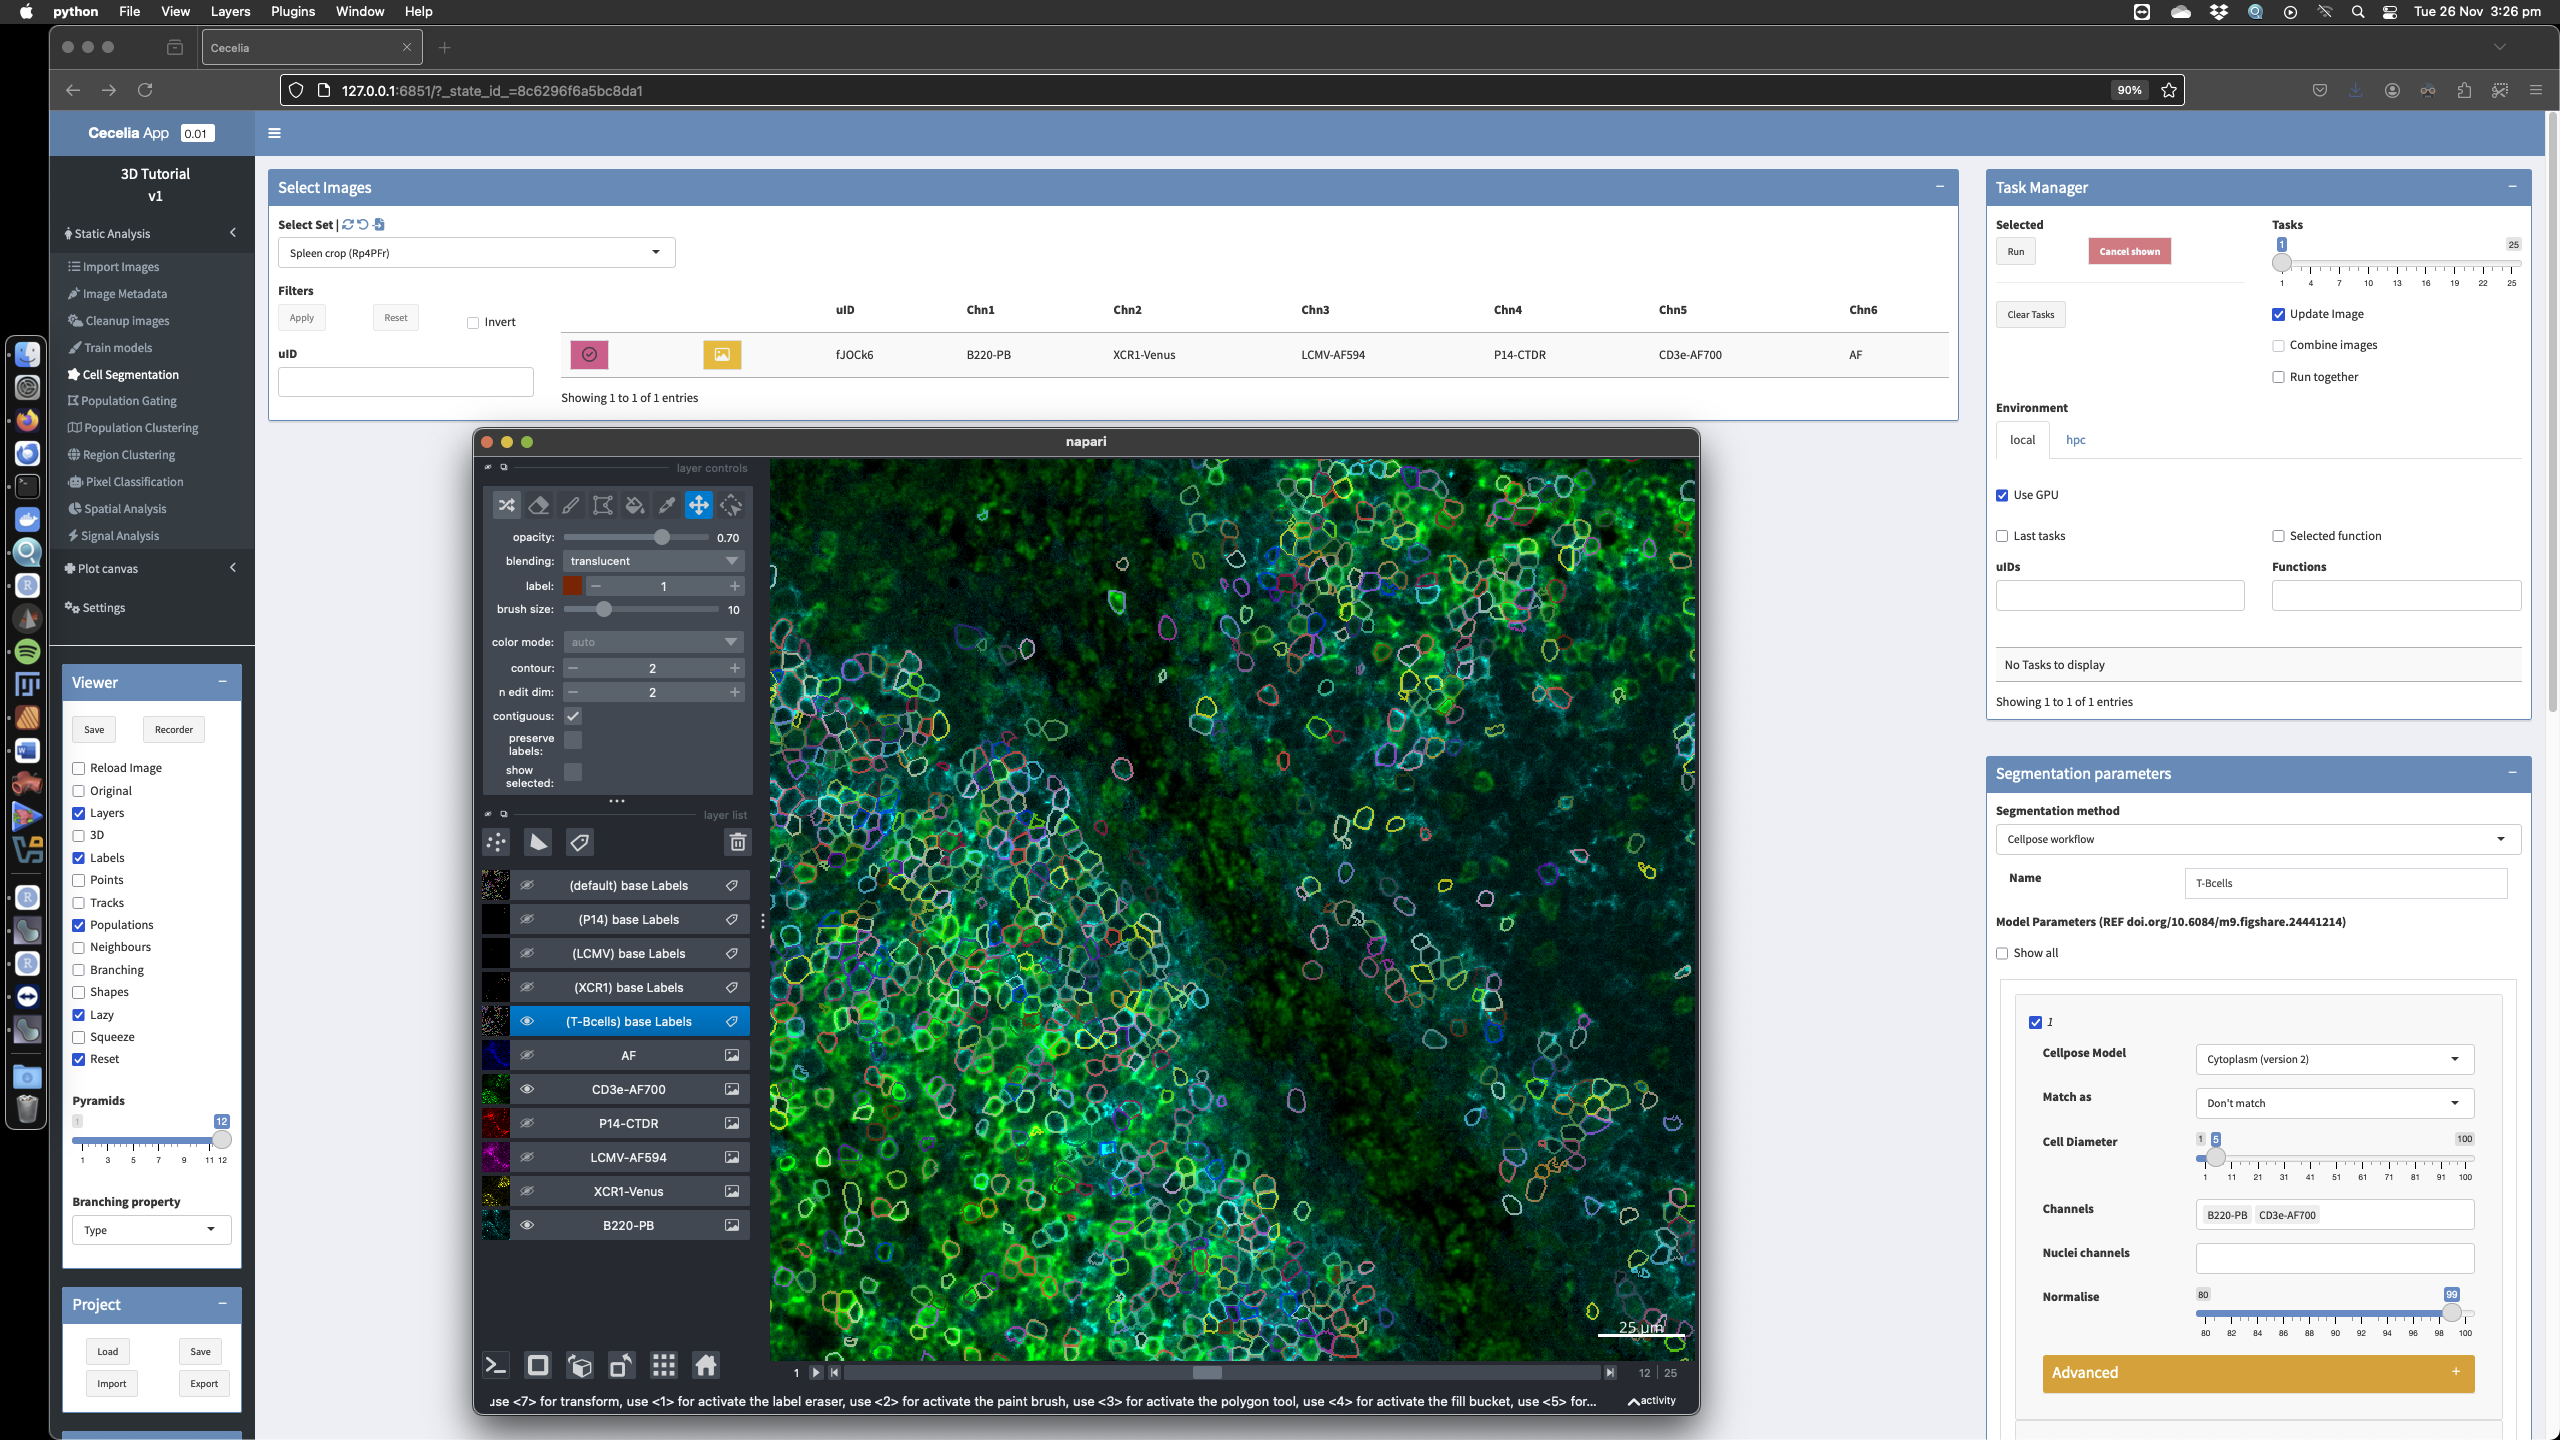 python File View Layers Plugins Window Help
Tue 26 Nov 3:26 pm
Cecelia
127.0.0.1:6851/?_state_id_=8c6296f6a5bc8da1
90%
Cecelia App 0.01
3D Tutorial
v1
Static Analysis
Import Images
Image Metadata
Cleanup images
Train models
Cell Segmentation
Population Gating
Population Clustering
Region Clustering
Pixel Classification
Spatial Analysis
Signal Analysis
Plot canvas
Settings
Viewer
Save Recorder
Reload Image
Original
Layers
3D
Labels
Points
Tracks
Populations
Neighbours
Branching
Shapes
Lazy
Squeeze
Reset
Pyramids
1 12
1 3 5 7 9 11 12
Branching property
Type
Project
Load Save
Import Export
Select Images
Select Set |
Spleen crop (Rp4PFr)
Filters
Apply Reset Invert
uID
uID Chn1 Chn2 Chn3 Chn4 Chn5 Chn6
fJOCk6 B220-PB XCR1-Venus LCMV-AF594 P14-CTDR CD3e-AF700 AF
Showing 1 to 1 of 1 entries
napari
layer controls
opacity: 0.70
blending: translucent
label: 1
brush size: 10
color mode: auto
contour: 2
n edit dim: 2
contiguous:
preserve
labels:
show
selected:
layer list
(default) base Labels
(P14) base Labels
(LCMV) base Labels
(XCR1) base Labels
(T-Bcells) base Labels
AF
CD3e-AF700
P14-CTDR
LCMV-AF594
XCR1-Venus
B220-PB
25 µm
1 12 25
use <7> for transform, use <1> for activate the label eraser, use <2> for activate the paint brush, use <3> for activate the polygon tool, use <4> for activate the fill bucket, use <5> for...
activity
Task Manager
Selected Tasks
Run Cancel shown
1 25
1 4 7 10 13 16 19 22 25
Clear Tasks
Update Image
Combine images
Run together
Environment
local hpc
Use GPU
Last tasks Selected function
uIDs Functions
No Tasks to display
Showing 1 to 1 of 1 entries
Segmentation parameters
Segmentation method
Cellpose workflow
Name T-Bcells
Model Parameters (REF doi.org/10.6084/m9.figshare.24441214)
Show all
1
Cellpose Model Cytoplasm (version 2)
Match as Don't match
Cell Diameter 1 5 100
1 11 21 31 41 51 61 71 81 91 100
Channels B220-PB CD3e-AF700
Nuclei channels
Normalise 80 99
80 82 84 86 88 90 92 94 96 98 100
Advanced